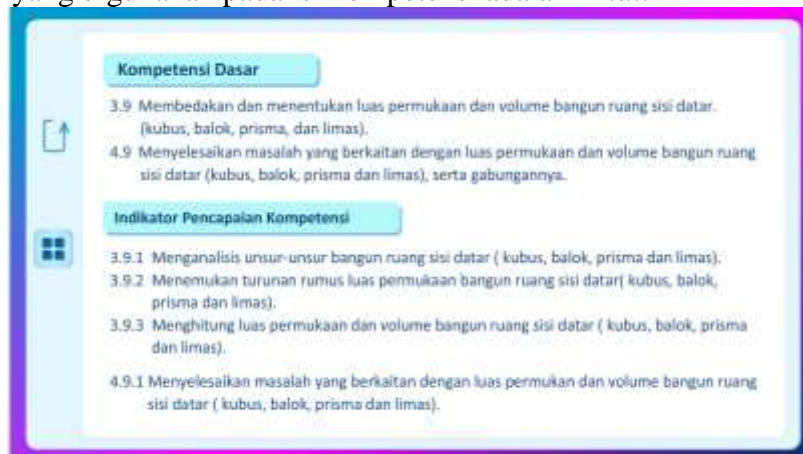 Kompetensi Dasar
3.9 Membedakan dan menentukan luas permukaan dan volume bangun ruang sisi datar.
(kubus, balok, prisma, dan limas).
4.9 Menyelesaikan masalah yang berkaitan dengan luas permukaan dan volume bangun ruang
sisi datar (kubus, balok, prisma dan limas), serta gabungannya.
Indikator Pencapaian Kompetensi
3.9.1 Menganalisis unsur-unsur bangun ruang sisi datar ( kubus, balok, prisma dan limas).
3.9.2 Menemukan turunan rumus luas permukaan bangun ruang sisi datar( kubus, balok,
prisma dan limas).
3.9.3 Menghitung luas permukaan dan volume bangun ruang sisi datar ( kubus, balok, prisma
dan limas).
4.9.1 Menyelesaikan masalah yang berkaitan dengan luas permukan dan volume bangun ruang
sisi datar ( kubus, balok, prisma dan limas).